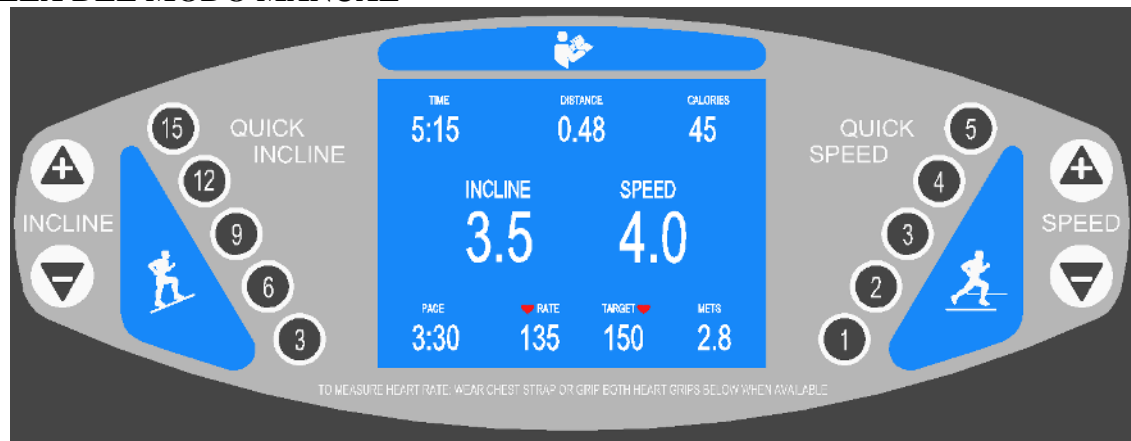 TIME DISTANCE CALORIES
5:15 0.48 45
INCLINE SPEED
3.5 4.0
PACE RATE TARGET METS
3:30 135 150 2.8
15 QUICK
INCLINE
12
9
6
3
INCLINE
QUICK 5
SPEED
4
3
2
1
SPEED
TO MEASURE HEART RATE: WEAR CHEST STRAP OR GRIP BOTH HEART GRIPS BELOW WHEN AVAILABLE